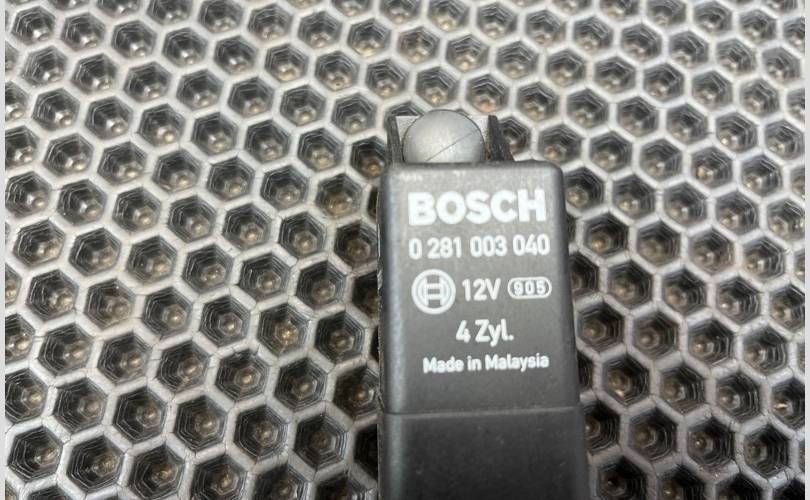 BOSCH
0 281 003 040
12V 905
4 Zyl.
Made in Malaysia